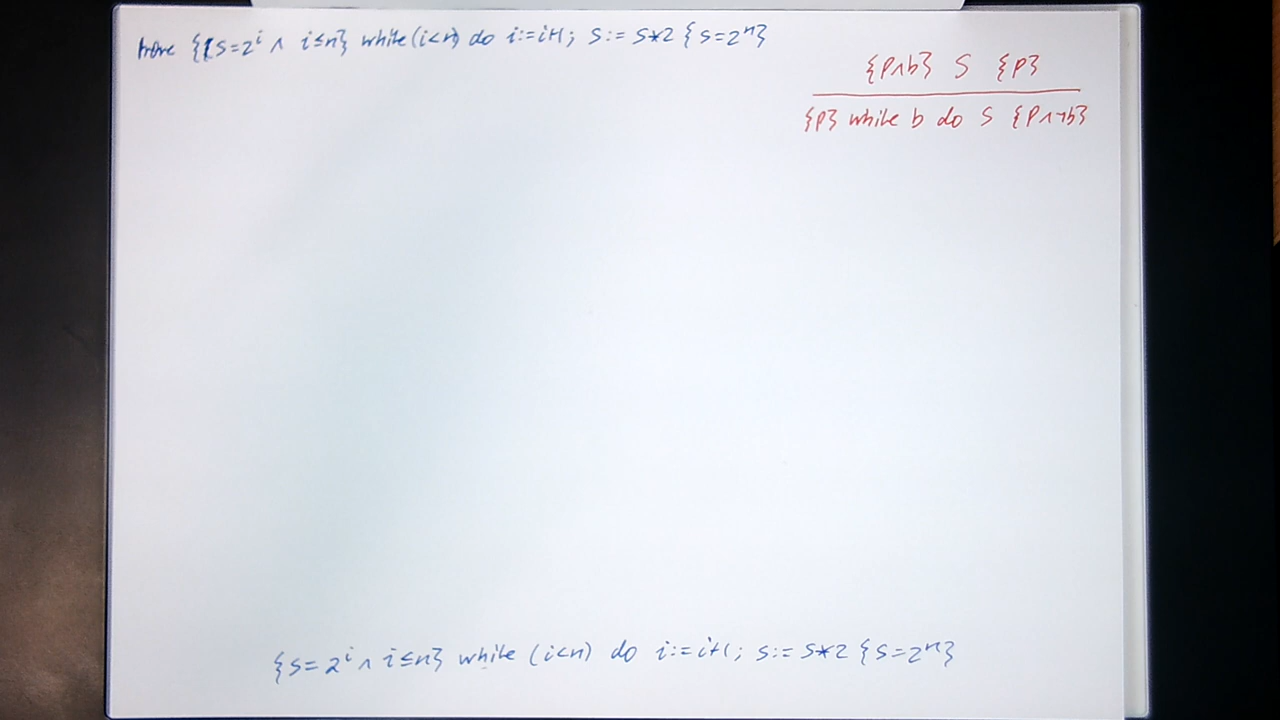 Prove {s=2^i ∧ i≤n} while (i<n) do i:=i+1; s:= s*2 {s=2^n}
{P∧b} S {P}
{P} while b do S {P∧¬b}
{s=2^i ∧ i≤n} while (i<n) do i:=i+1; s:= s*2 {s=2^n}